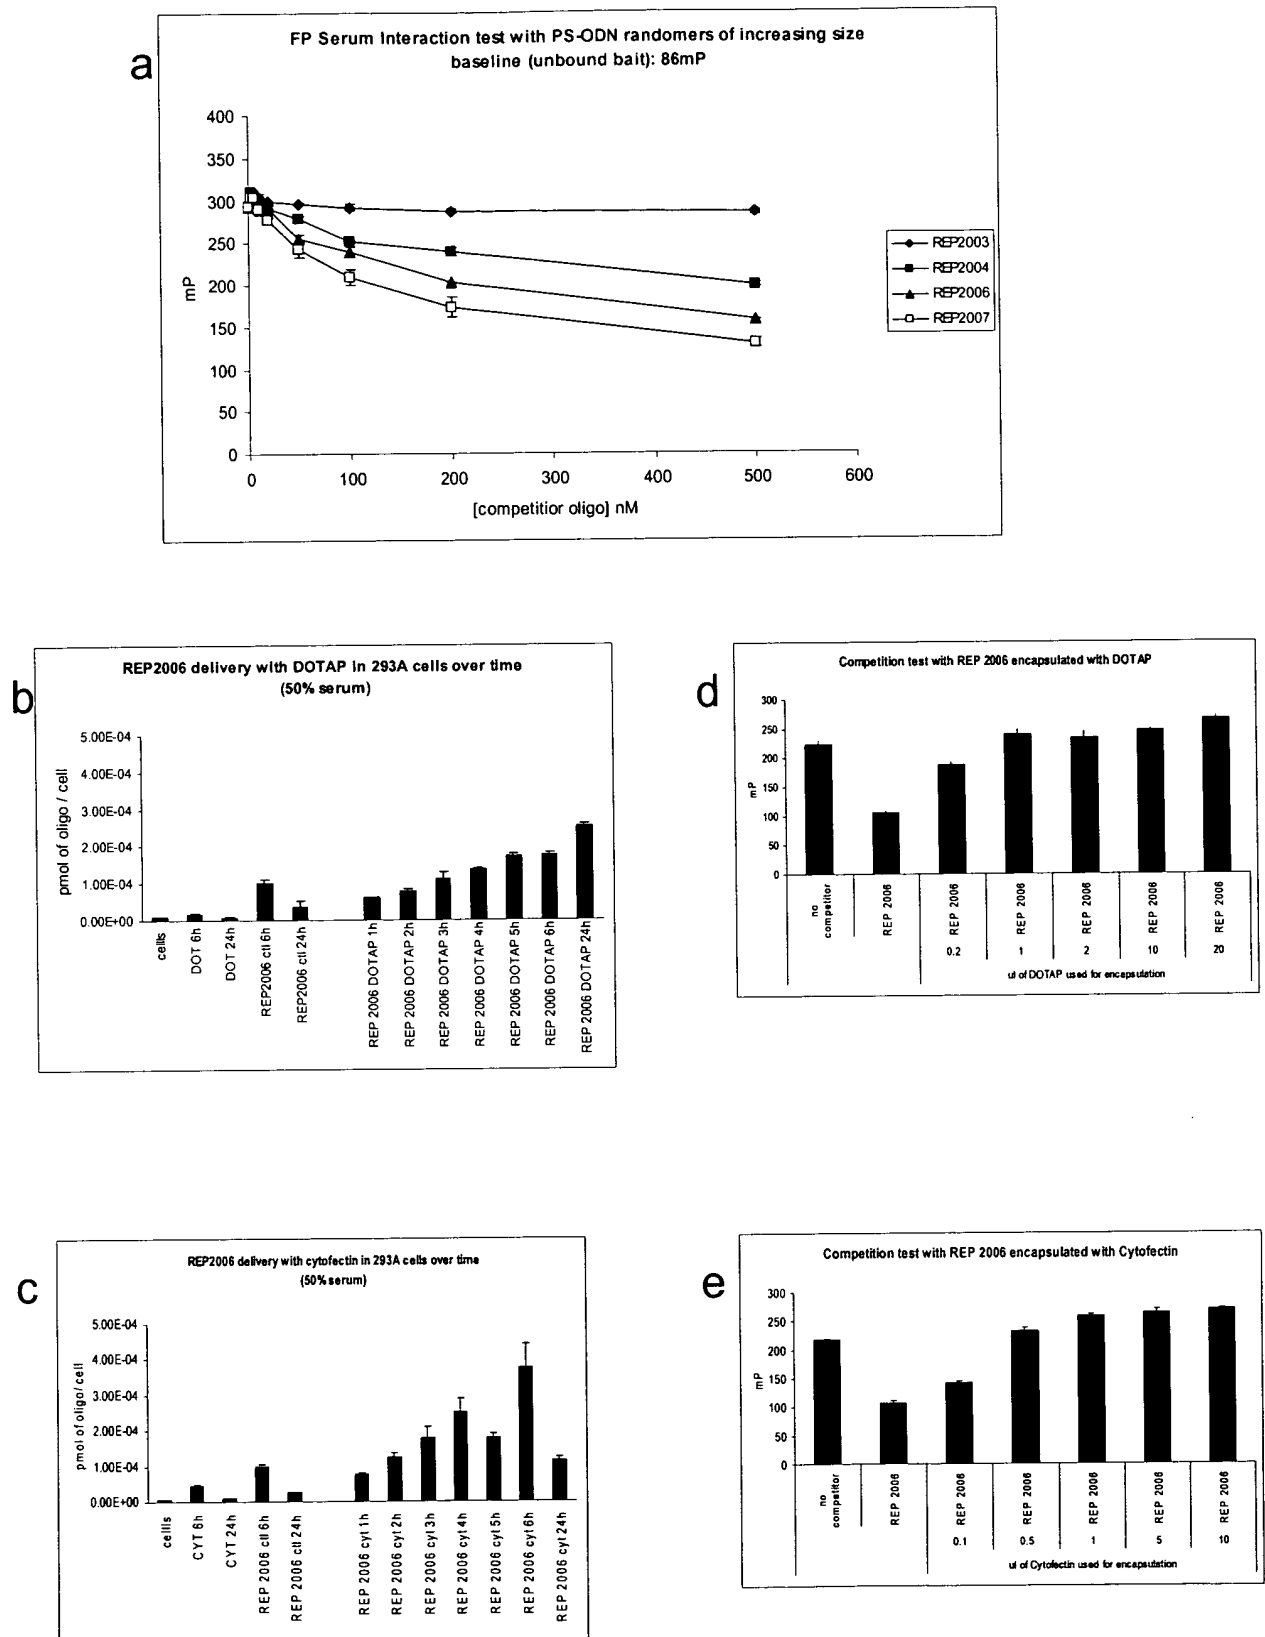 a
FP Serum Interaction test with PS-ODN randomers of increasing size
baseline (unbound bait): 86mP
400
350
300
250
200
150
100
50
0
mP
0 100 200 300 400 500 600
[competitior oligo] nM
REP2003
REP2004
REP2006
REP2007
b
REP2006 delivery with DOTAP in 293A cells over time
(50% serum)
5.00E-04
4.00E-04
3.00E-04
2.00E-04
1.00E-04
0.00E+00
pmol of oligo / cell
cellls
DOT 6h
DOT 24h
REP2006 ctl 6h
REP2006 ctl 24h
REP 2006 DOTAP 1h
REP 2006 DOTAP 2h
REP 2006 DOTAP 3h
REP 2006 DOTAP 4h
REP 2006 DOTAP 5h
REP 2006 DOTAP 6h
REP 2006 DOTAP 24h
d
Competition test with REP 2006 encapsulated with DOTAP
300
250
200
150
100
50
0
mP
no
competitor
REP 2006
REP 2006
REP 2006
REP 2006
REP 2006
REP 2006
0.2 1 2 10 20
ul of DOTAP used for encapsulation
c
REP2006 delivery with cytofectin in 293A cells over time
(50% serum)
5.00E-04
4.00E-04
3.00E-04
2.00E-04
1.00E-04
0.00E+00
pmol of oligo/ cell
cellls
CYT 6h
CYT 24h
REP 2006 ctl 6h
REP 2006 ctl 24h
REP 2006 cyt 1h
REP 2006 cyt 2h
REP 2006 cyt 3h
REP 2006 cyt 4h
REP 2006 cyt 5h
REP 2006 cyt 6h
REP 2006 cyt 24h
e
Competition test with REP 2006 encapsulated with Cytofectin
300
250
200
150
100
50
0
mP
no
competitor
REP 2006
REP 2006
REP 2006
REP 2006
REP 2006
REP 2006
0.1 0.5 1 5 10
ul of Cytofectin used for encapsulation